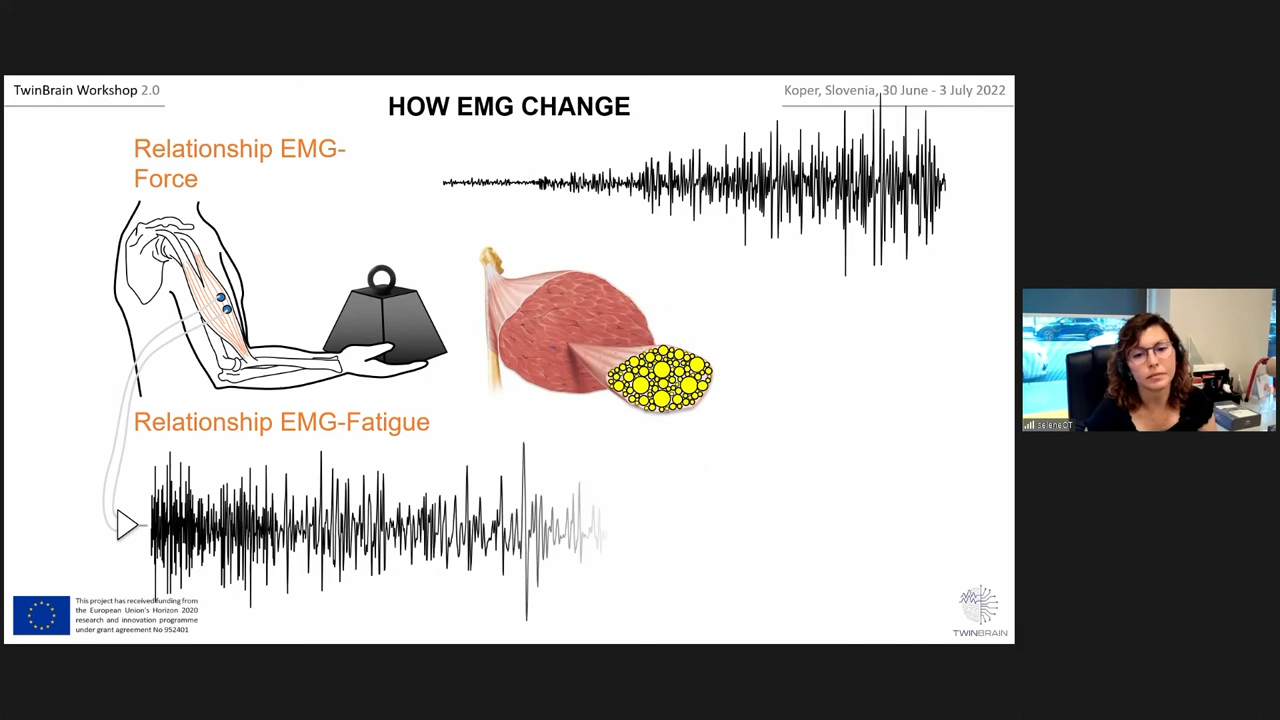 TwinBrain Workshop 2.0
Koper, Slovenia, 30 June - 3 July 2022
HOW EMG CHANGE
Relationship EMG-
Force
Relationship EMG-Fatigue
seleneOT
This project has received funding from
the European Union's Horizon 2020
research and innovation programme
under grant agreement No 952401
TWINBRAIN